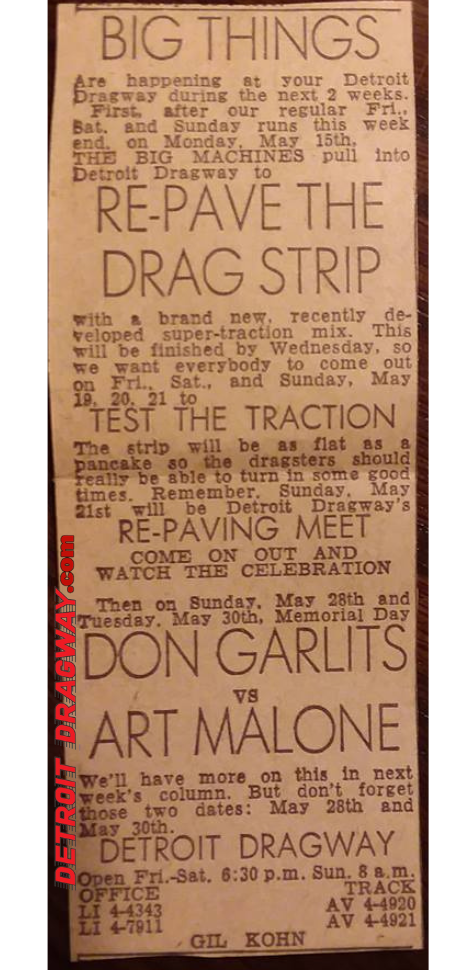 BIG THINGS
Are happening at your Detroit
Dragway during the next 2 weeks.
First, after our regular Fri.,
Sat. and Sunday runs this week
end, on Monday, May 15th,
THE BIG MACHINES pull into
Detroit Dragway to
RE-PAVE THE
DRAG STRIP
with a brand new, recently de-
veloped super-traction mix. This
will be finished by Wednesday, so
we want everybody to come out
on Fri., Sat., and Sunday, May
19, 20, 21 to
TEST THE TRACTION
The strip will be as flat as a
pancake so the dragsters should
really be able to turn in some good
times. Remember, Sunday, May
21st will be Detroit Dragway's
RE-PAVING MEET
COME ON OUT AND
WATCH THE CELEBRATION
Then on Sunday, May 28th and
Tuesday, May 30th, Memorial Day
DON GARLITS
vs
ART MALONE
We'll have more on this in next
week's column. But don't forget
those two dates: May 28th and
May 30th.
DETROIT DRAGWAY
Open Fri.-Sat. 6:30 p.m. Sun. 8 a.m.
OFFICE TRACK
LI 4-4343 AV 4-4920
LI 4-7911 AV 4-4921
GIL KOHN
DETROIT DRAGWAY.com